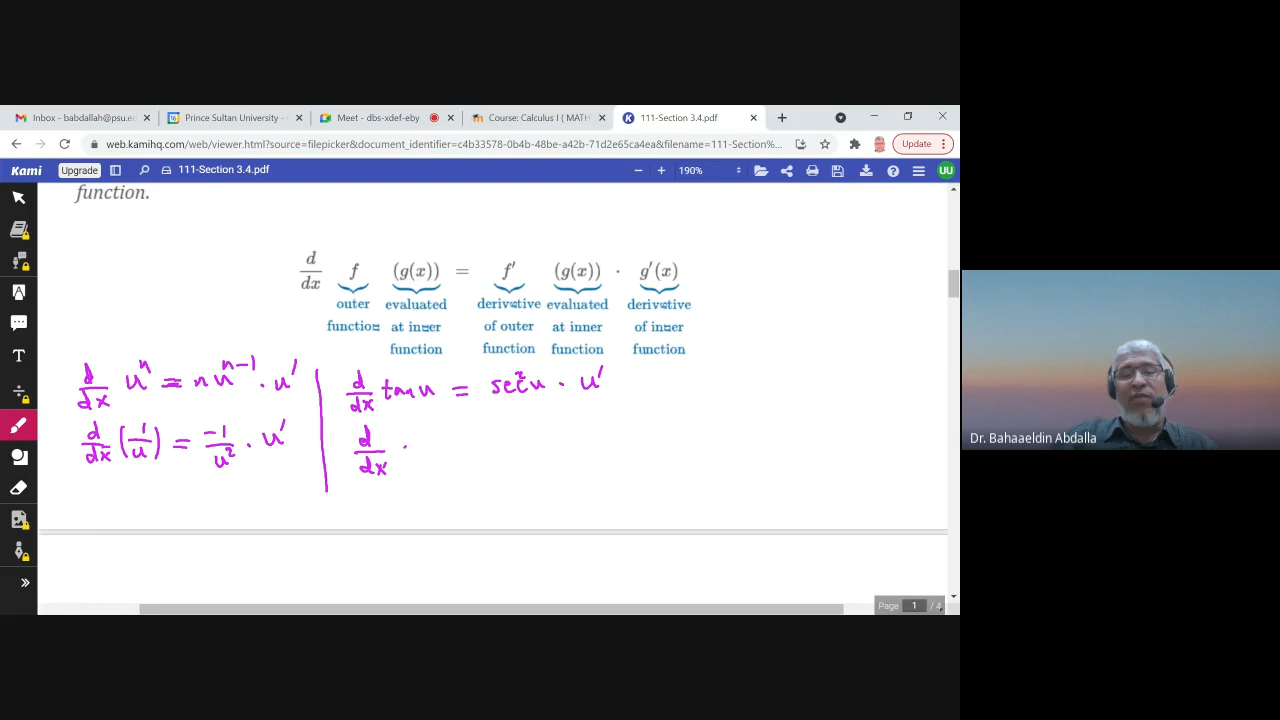 Inbox - babdallah@psu.ed
Prince Sultan University -
Meet - dbs-xdef-eby
Course: Calculus I ( MATH
111-Section 3.4.pdf
web.kamihq.com/web/viewer.html?source=filepicker&document_identifier=c4b33578-0b4b-48be-a42b-71d2e65ca4ea&filename=111-Section%...
Update
Kami
Upgrade
111-Section 3.4.pdf
190%
UU
function.
d/dx f (g(x)) = f′ (g(x)) · g′(x)
outer evaluated derivative evaluated derivative
function at inner of outer at inner of inner
function function function function
d/dx u^n = n u^(n-1) · u'
d/dx tan u = sec² u · u'
d/dx (1/u) = -1/u² · u'
d/dx
Dr. Bahaaeldin Abdalla
Page 1 / 4